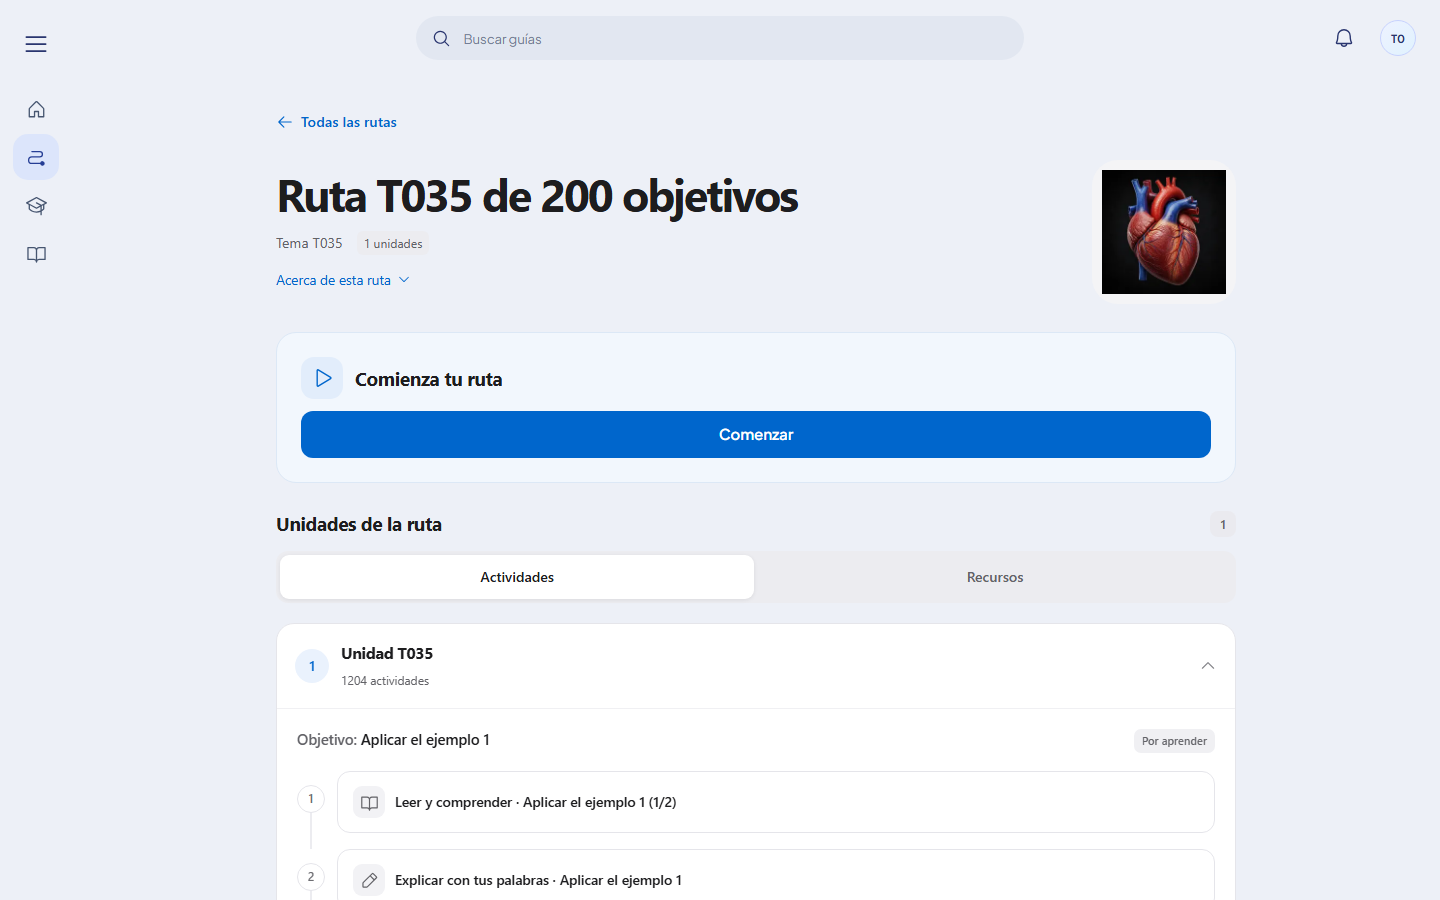 Buscar guías
TO
Todas las rutas
Ruta T035 de 200 objetivos
Tema T035
1 unidades
Acerca de esta ruta
Comienza tu ruta
Comenzar
Unidades de la ruta
1
Actividades
Recursos
1
Unidad T035
1204 actividades
Objetivo: Aplicar el ejemplo 1
Por aprender
1
Leer y comprender · Aplicar el ejemplo 1 (1/2)
2
Explicar con tus palabras · Aplicar el ejemplo 1